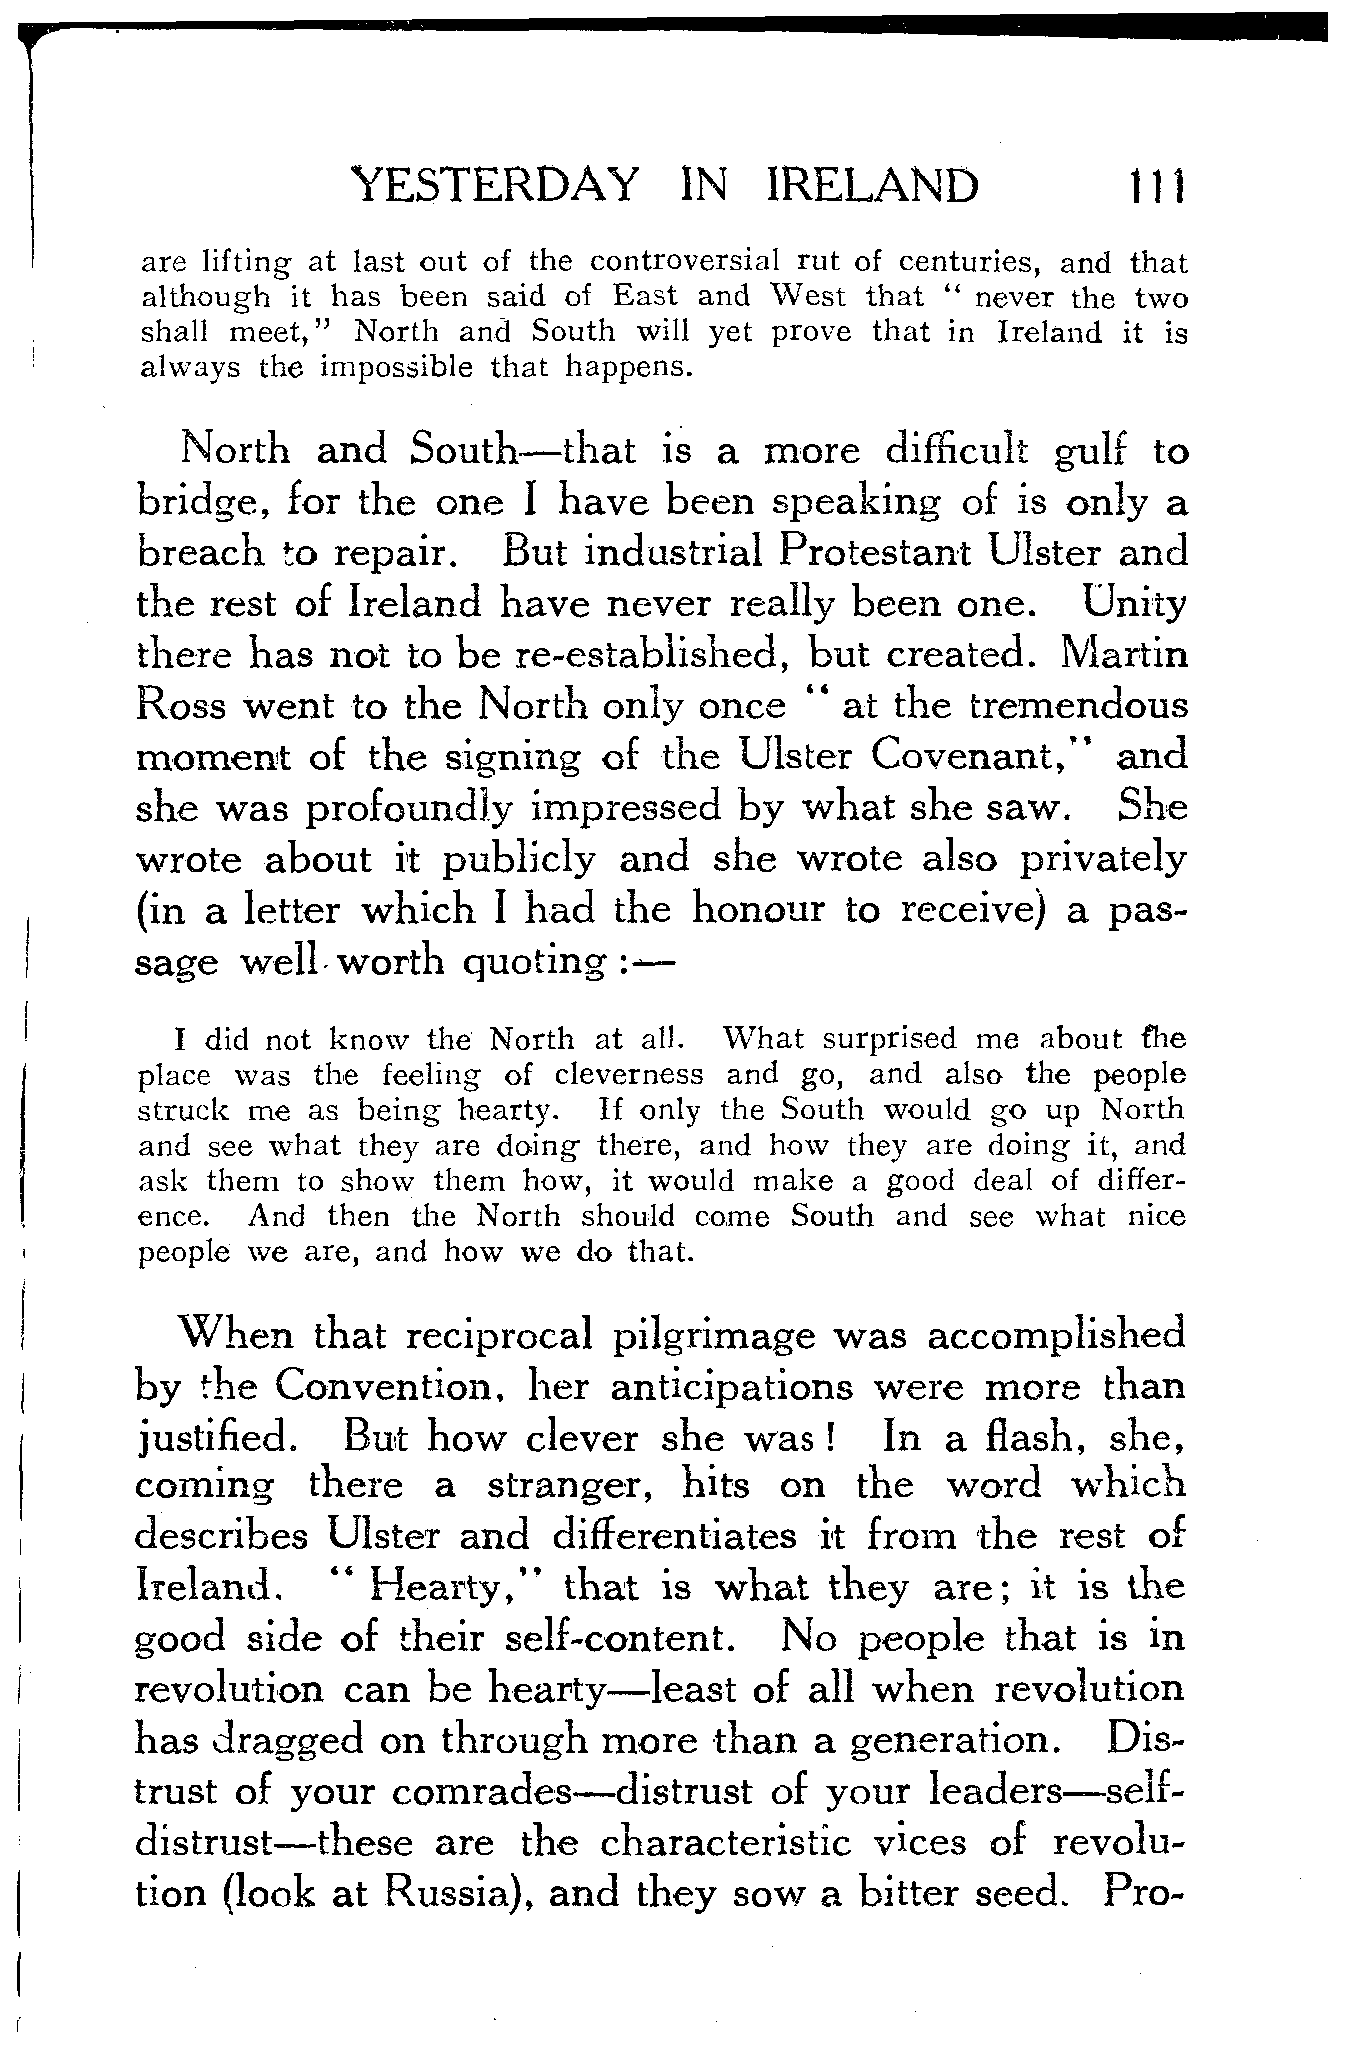 YESTERDAY IN IRELAND 111
are lifting at last out of the controversial rut of centuries, and that
although it has been said of East and West that “ never the two
shall meet,” North and South will yet prove that in Ireland it is
always the impossible that happens.
North and South—that is a more difficult gulf to
bridge, for the one I have been speaking of is only a
breach to repair. But industrial Protestant Ulster and
the rest of Ireland have never really been one. Unity
there has not to be re-established, but created. Martin
Ross went to the North only once “ at the tremendous
moment of the signing of the Ulster Covenant,” and
she was profoundly impressed by what she saw. She
wrote about it publicly and she wrote also privately
(in a letter which I had the honour to receive) a pas-
sage well worth quoting :—
I did not know the North at all. What surprised me about the
place was the feeling of cleverness and go, and also the people
struck me as being hearty. If only the South would go up North
and see what they are doing there, and how they are doing it, and
ask them to show them how, it would make a good deal of differ-
ence. And then the North should come South and see what nice
people we are, and how we do that.
When that reciprocal pilgrimage was accomplished
by the Convention, her anticipations were more than
justified. But how clever she was ! In a flash, she,
coming there a stranger, hits on the word which
describes Ulster and differentiates it from the rest of
Ireland. “ Hearty,” that is what they are ; it is the
good side of their self-content. No people that is in
revolution can be hearty—least of all when revolution
has dragged on through more than a generation. Dis-
trust of your comrades—distrust of your leaders—self-
distrust—these are the characteristic vices of revolu-
tion (look at Russia), and they sow a bitter seed. Pro-